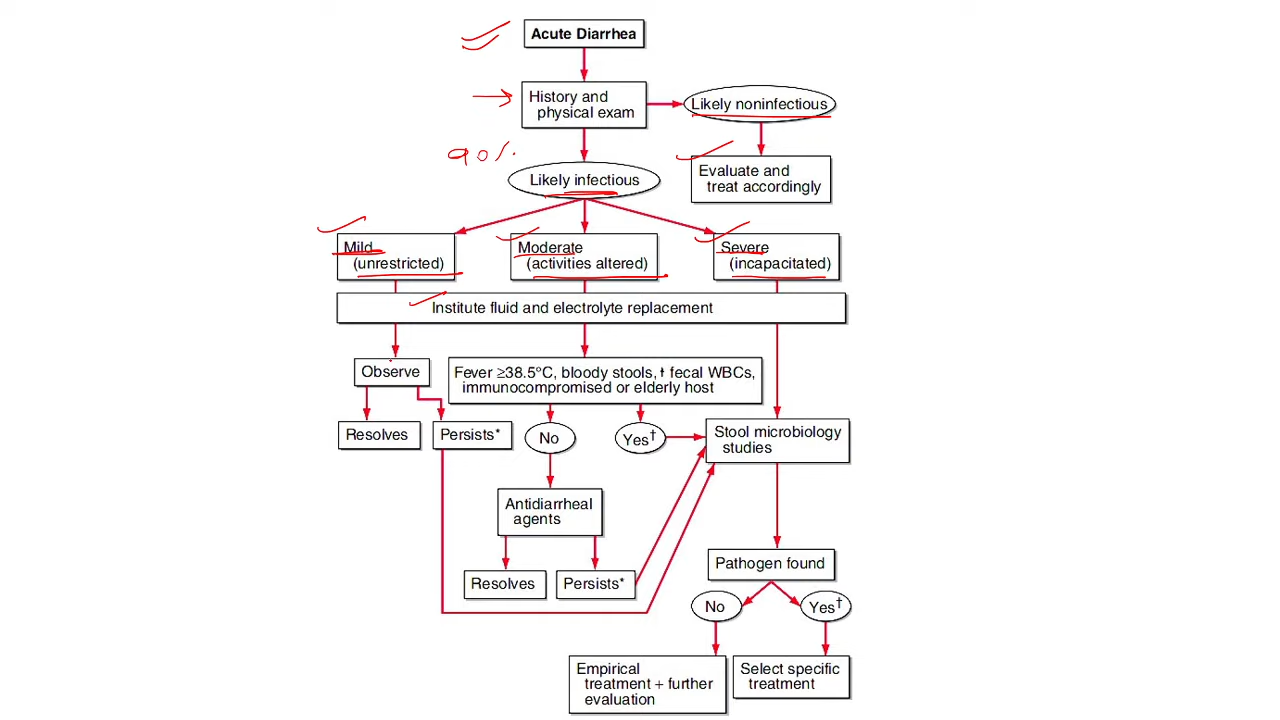 Acute Diarrhea
History and
physical exam
Likely noninfectious
90%
Evaluate and
treat accordingly
Likely infectious
Mild
(unrestricted)
Moderate
(activities altered)
Severe
(incapacitated)
Institute fluid and electrolyte replacement
Observe
Fever ≥38.5°C, bloody stools, † fecal WBCs,
immunocompromised or elderly host
Resolves
Persists*
No
Yes†
Stool microbiology
studies
Antidiarrheal
agents
Resolves
Persists*
Pathogen found
No
Yes†
Empirical
treatment + further
evaluation
Select specific
treatment